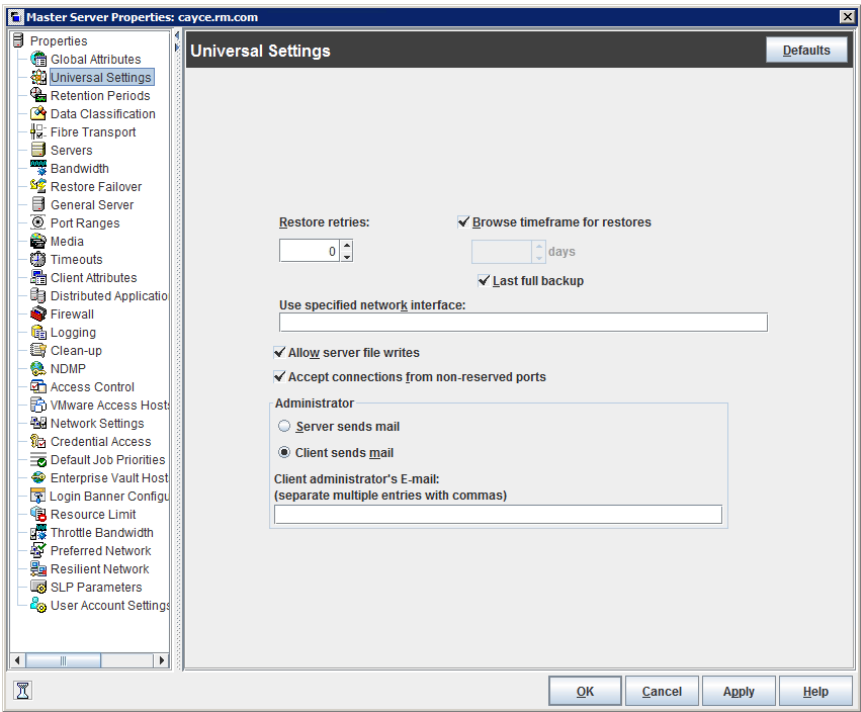 Master Server Properties: cayce.rm.com
Properties
Global Attributes
Universal Settings
Retention Periods
Data Classification
Fibre Transport
Servers
Bandwidth
Restore Failover
General Server
Port Ranges
Media
Timeouts
Client Attributes
Distributed Applicatio
Firewall
Logging
Clean-up
NDMP
Access Control
VMware Access Hosts
Network Settings
Credential Access
Default Job Priorities
Enterprise Vault Host
Login Banner Configu
Resource Limit
Throttle Bandwidth
Preferred Network
Resilient Network
SLP Parameters
User Account Settings
Universal Settings
Defaults
Restore retries:
Browse timeframe for restores
0
days
Last full backup
Use specified network interface:
Allow server file writes
Accept connections from non-reserved ports
Administrator
Server sends mail
Client sends mail
Client administrator's E-mail:
(separate multiple entries with commas)
OK
Cancel
Apply
Help